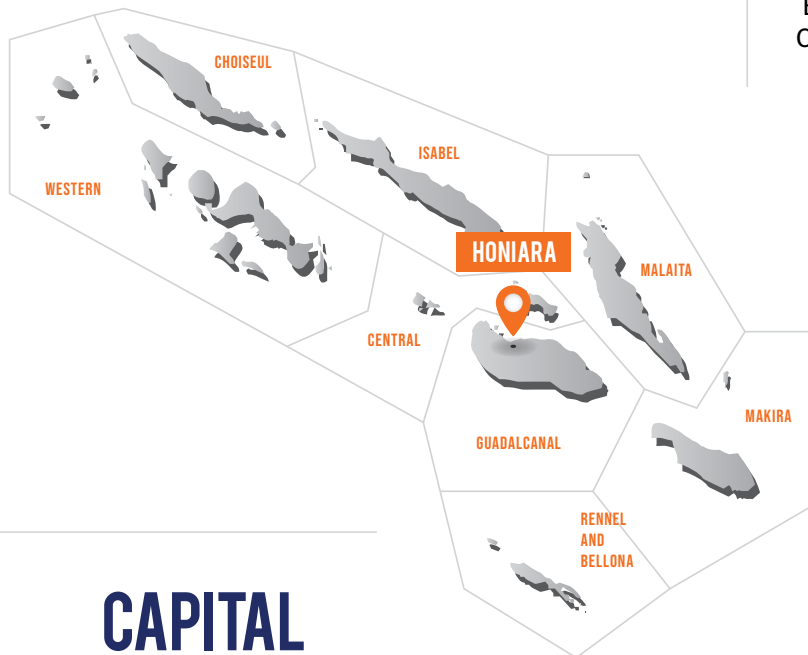 CHOISEUL
ISABEL
WESTERN
HONIARA
MALAITA
CENTRAL
MAKIRA
GUADALCANAL
RENNEL
AND
BELLONA
CAPITAL